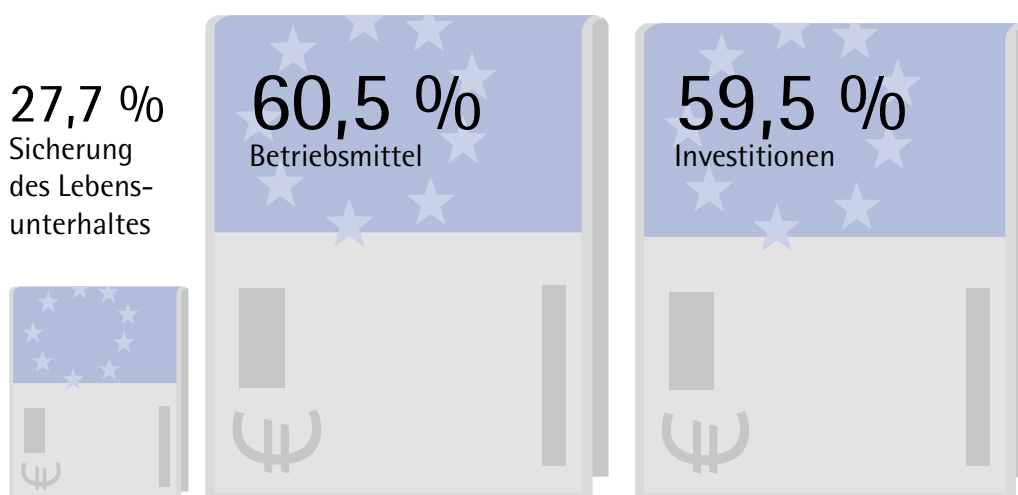 27,7 %
Sicherung
des Lebens-
unterhaltes
60,5 %
Betriebsmittel
59,5 %
Investitionen